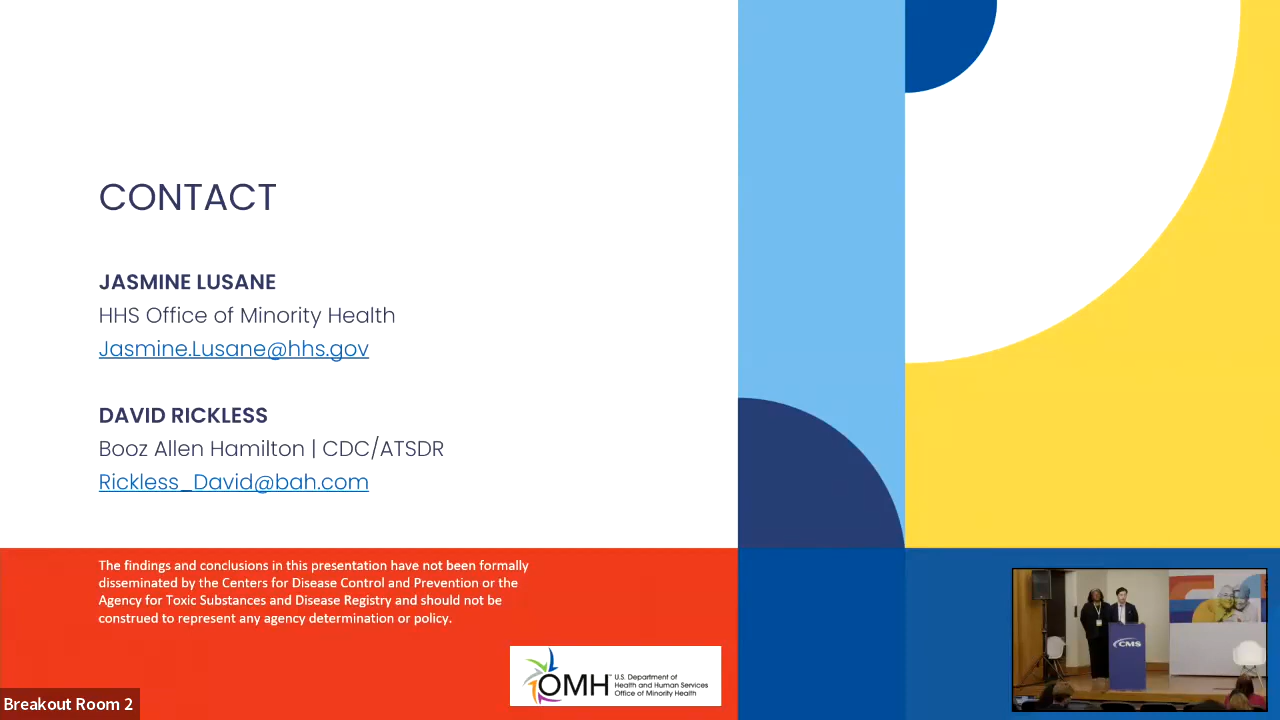 CONTACT
JASMINE LUSANE
HHS Office of Minority Health
Jasmine.Lusane@hhs.gov
DAVID RICKLESS
Booz Allen Hamilton | CDC/ATSDR
Rickless_David@bah.com
The findings and conclusions in this presentation have not been formally
disseminated by the Centers for Disease Control and Prevention or the
Agency for Toxic Substances and Disease Registry and should not be
construed to represent any agency determination or policy.
OMH
U.S. Department of
Health and Human Services
Office of Minority Health
CMS
Breakout Room 2